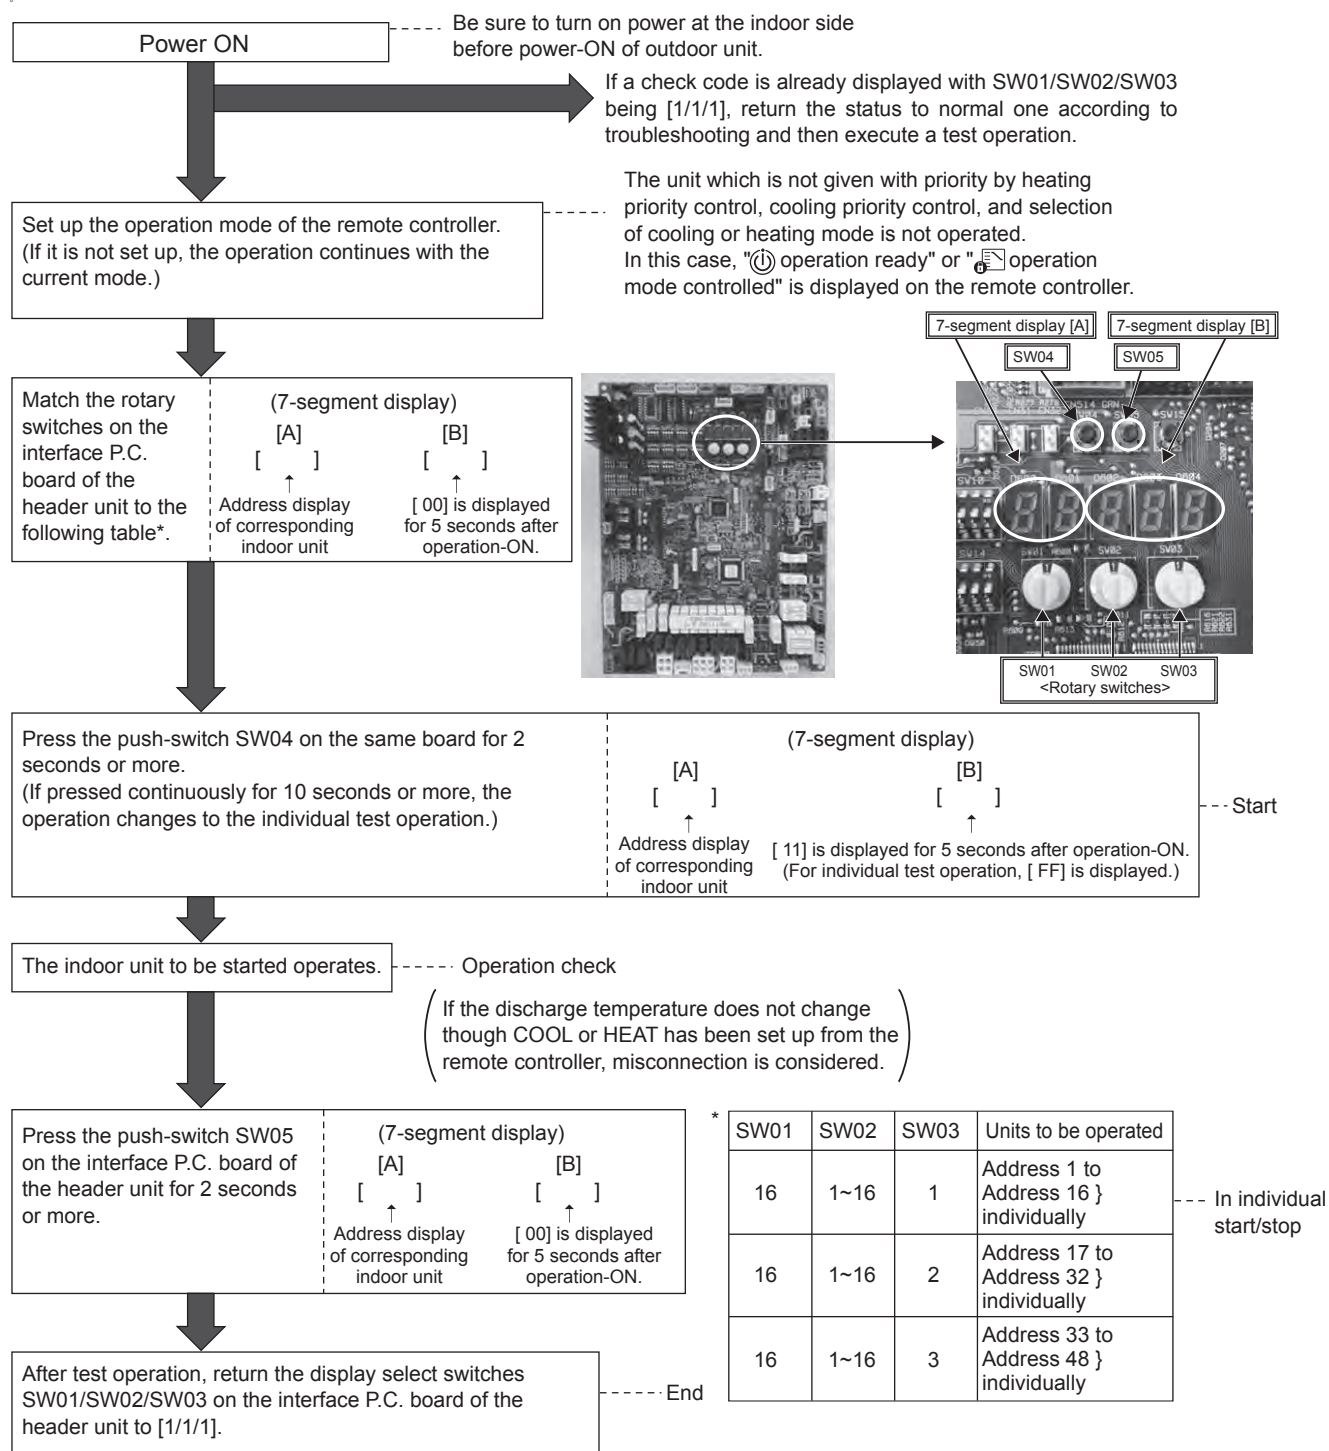 Power ON
Be sure to turn on power at the indoor side
before power-ON of outdoor unit.
If a check code is already displayed with SW01/SW02/SW03
being [1/1/1], return the status to normal one according to
troubleshooting and then execute a test operation.
Set up the operation mode of the remote controller.
(If it is not set up, the operation continues with the
current mode.)
The unit which is not given with priority by heating
priority control, cooling priority control, and selection
of cooling or heating mode is not operated.
In this case, " operation ready" or " operation
mode controlled" is displayed on the remote controller.
Match the rotary
switches on the
interface P.C.
board of the
header unit to the
following table*.
(7-segment display)
[A] [B]
[ ] [ ]
↑ ↑
Address display
of corresponding
indoor unit
[ 00] is displayed
for 5 seconds after
operation-ON.
7-segment display [A]
7-segment display [B]
SW04
SW05
SW10
SW14
SW01
SW02
SW03
SW01 SW02 SW03
<Rotary switches>
Press the push-switch SW04 on the same board for 2
seconds or more.
(If pressed continuously for 10 seconds or more, the
operation changes to the individual test operation.)
(7-segment display)
[A] [B]
[ ] [ ]
↑ ↑
Address display
of corresponding
indoor unit
[ 11] is displayed for 5 seconds after operation-ON.
(For individual test operation, [ FF] is displayed.)
Start
The indoor unit to be started operates.
Operation check
If the discharge temperature does not change
though COOL or HEAT has been set up from the
remote controller, misconnection is considered.
Press the push-switch SW05
on the interface P.C. board of
the header unit for 2 seconds
or more.
(7-segment display)
[A] [B]
[ ] [ ]
↑ ↑
Address display
of corresponding
indoor unit
[ 00] is displayed
for 5 seconds after
operation-ON.
*
SW01 SW02 SW03 Units to be operated
16 1~16 1 Address 1 to
Address 16 }
individually
16 1~16 2 Address 17 to
Address 32 }
individually
16 1~16 3 Address 33 to
Address 48 }
individually
In individual
start/stop
After test operation, return the display select switches
SW01/SW02/SW03 on the interface P.C. board of the
header unit to [1/1/1].
End